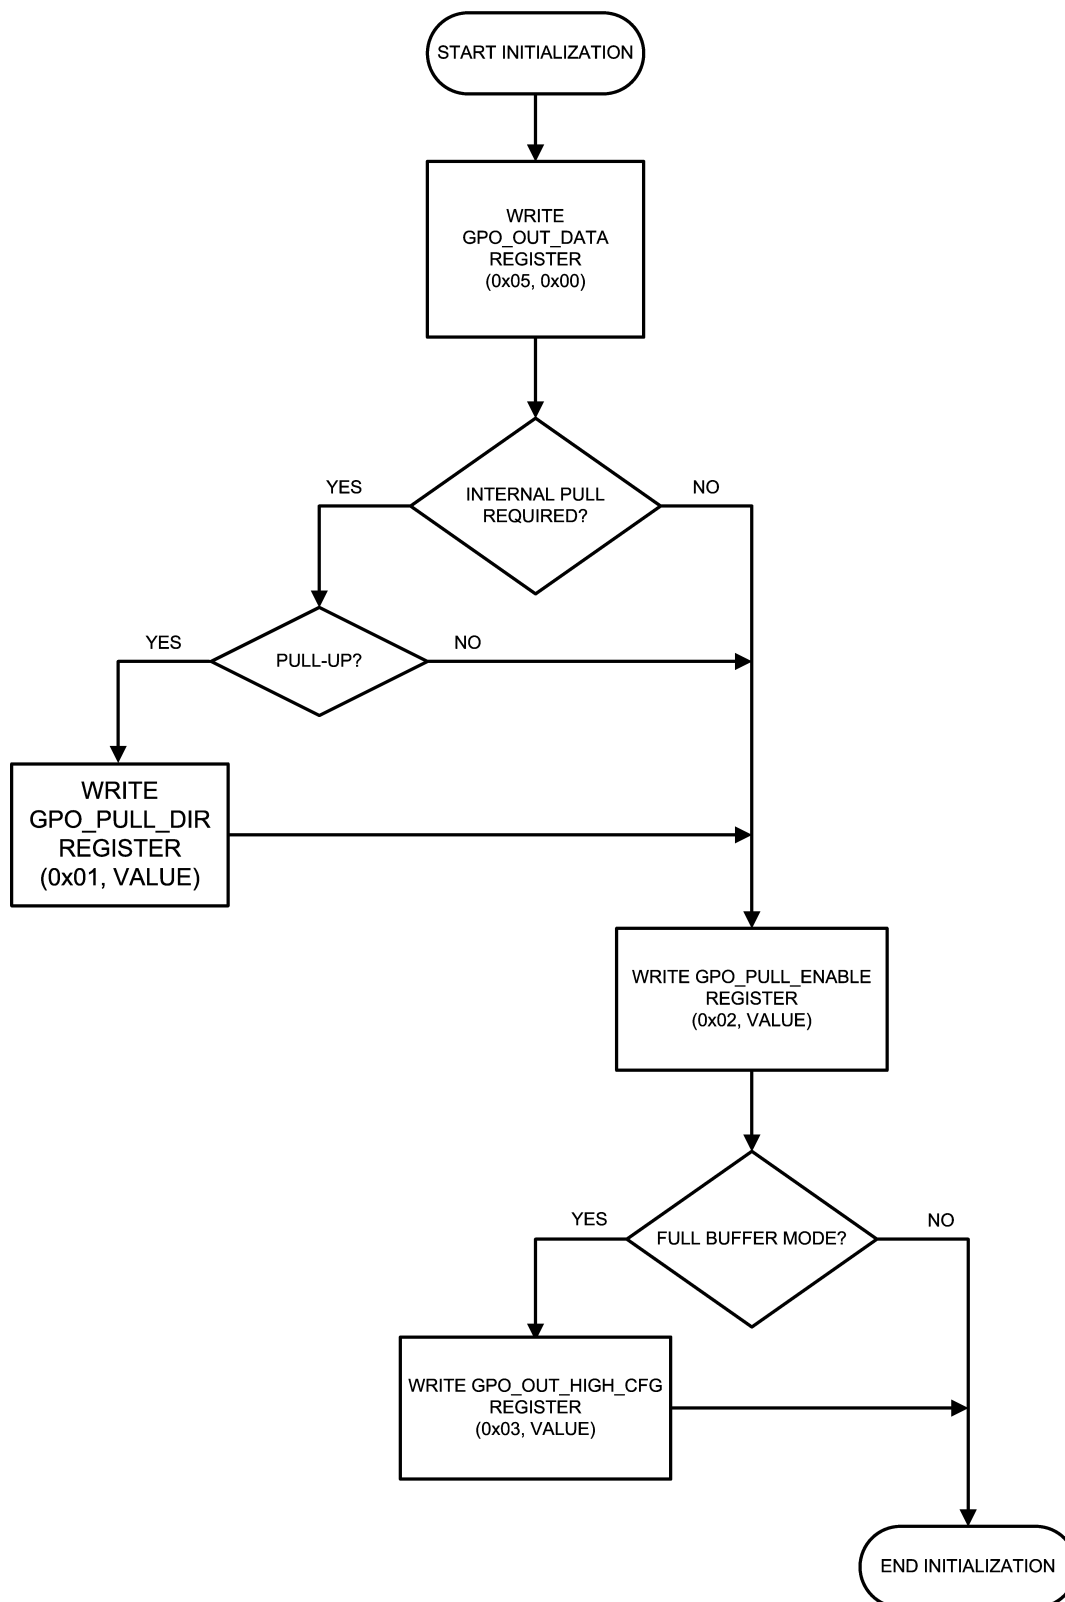 START INITIALIZATION
WRITE
GPO_OUT_DATA
REGISTER
(0x05, 0x00)
YES
INTERNAL PULL
REQUIRED?
NO
YES
PULL-UP?
NO
WRITE
GPO_PULL_DIR
REGISTER
(0x01, VALUE)
WRITE GPO_PULL_ENABLE
REGISTER
(0x02, VALUE)
YES
FULL BUFFER MODE?
NO
WRITE GPO_OUT_HIGH_CFG
REGISTER
(0x03, VALUE)
END INITIALIZATION